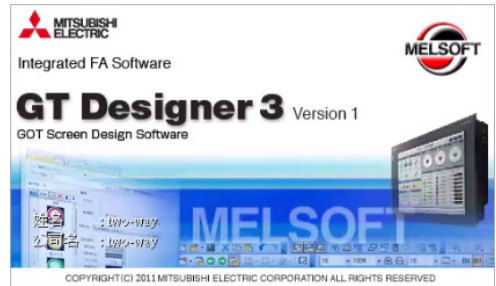 MITSUBISHI
ELECTRIC
MELSOFT
Integrated FA Software
GT Designer 3 Version 1
GOT Screen Design Software
姓名 : two-way
公司名 : two-way
MELSOFT
COPYRIGHT(C) 2011 MITSUBISHI ELECTRIC CORPORATION ALL RIGHTS RESERVED